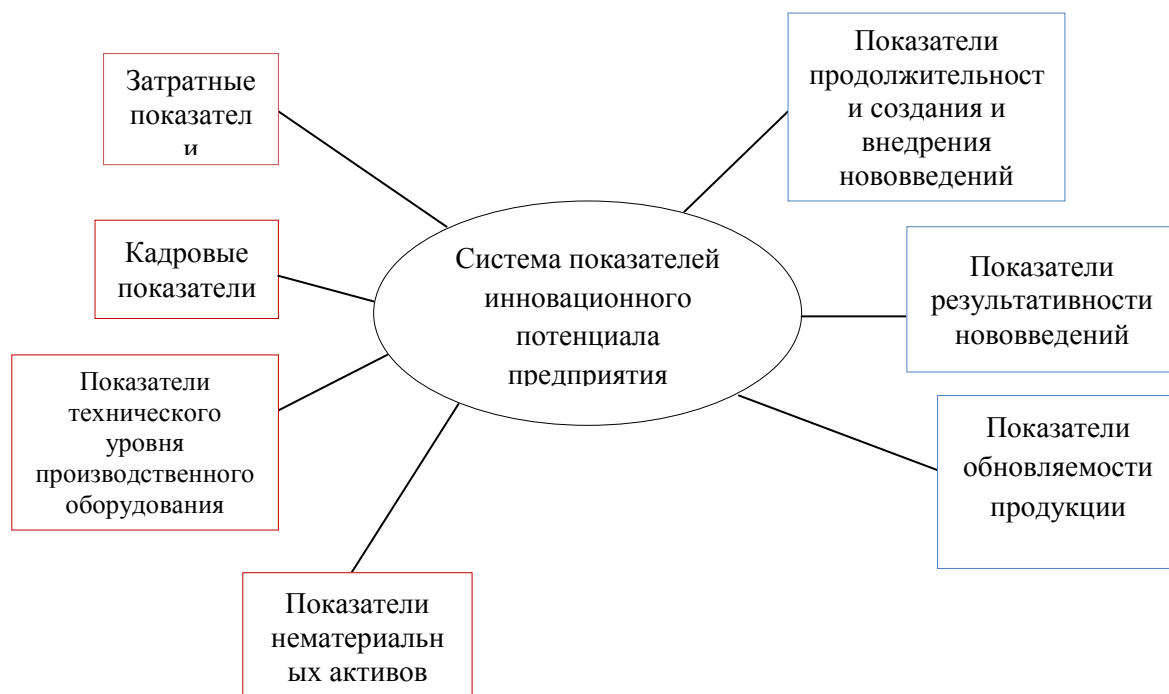 Затратные
показател
и
Кадровые
показатели
Показатели
технического
уровня
производственного
оборудования
Показатели
нематериальн
ых активов
Система показателей
инновационного
потенциала
предприятия
Показатели
продолжительност
и создания и
внедрения
нововведений
Показатели
результативности
нововведений
Показатели
обновляемости
продукции